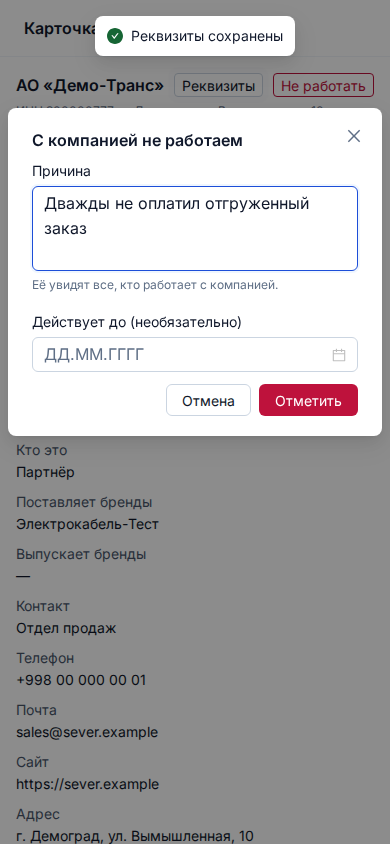 Карточка
Реквизиты сохранены
АО «Демо-Транс»
Реквизиты
Не работать
С компанией не работаем
Причина
Дважды не оплатил отгруженный
заказ
Её увидят все, кто работает с компанией.
Действует до (необязательно)
ДД.ММ.ГГГГ
Отмена
Отметить
Кто это
Партнёр
Поставляет бренды
Электрокабель-Тест
Выпускает бренды
—
Контакт
Отдел продаж
Телефон
+998 00 000 00 01
Почта
sales@sever.example
Сайт
https://sever.example
Адрес
г. Демоград, ул. Вымышленная, 10